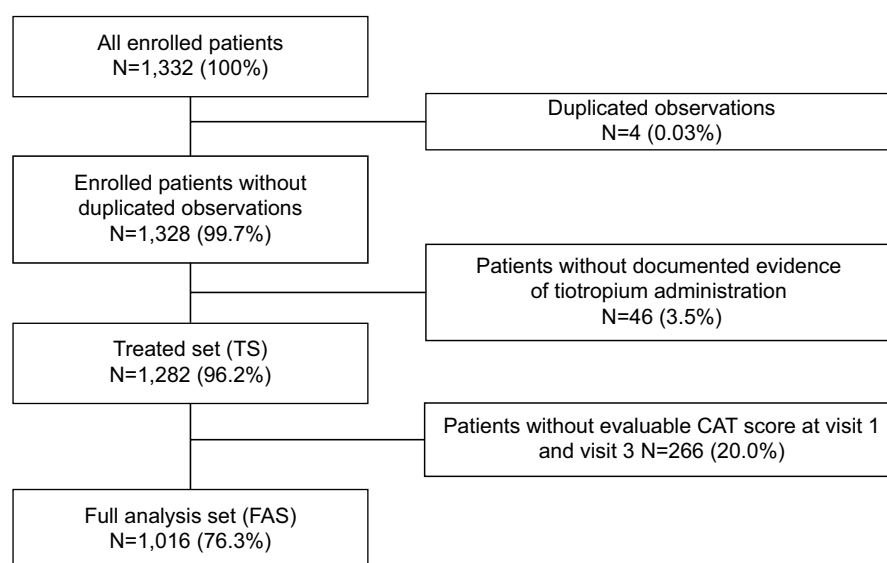 All enrolled patients
N=1,332 (100%)
Duplicated observations
N=4 (0.03%)
Enrolled patients without
duplicated observations
N=1,328 (99.7%)
Patients without documented evidence
of tiotropium administration
N=46 (3.5%)
Treated set (TS)
N=1,282 (96.2%)
Patients without evaluable CAT score at visit 1
and visit 3 N=266 (20.0%)
Full analysis set (FAS)
N=1,016 (76.3%)